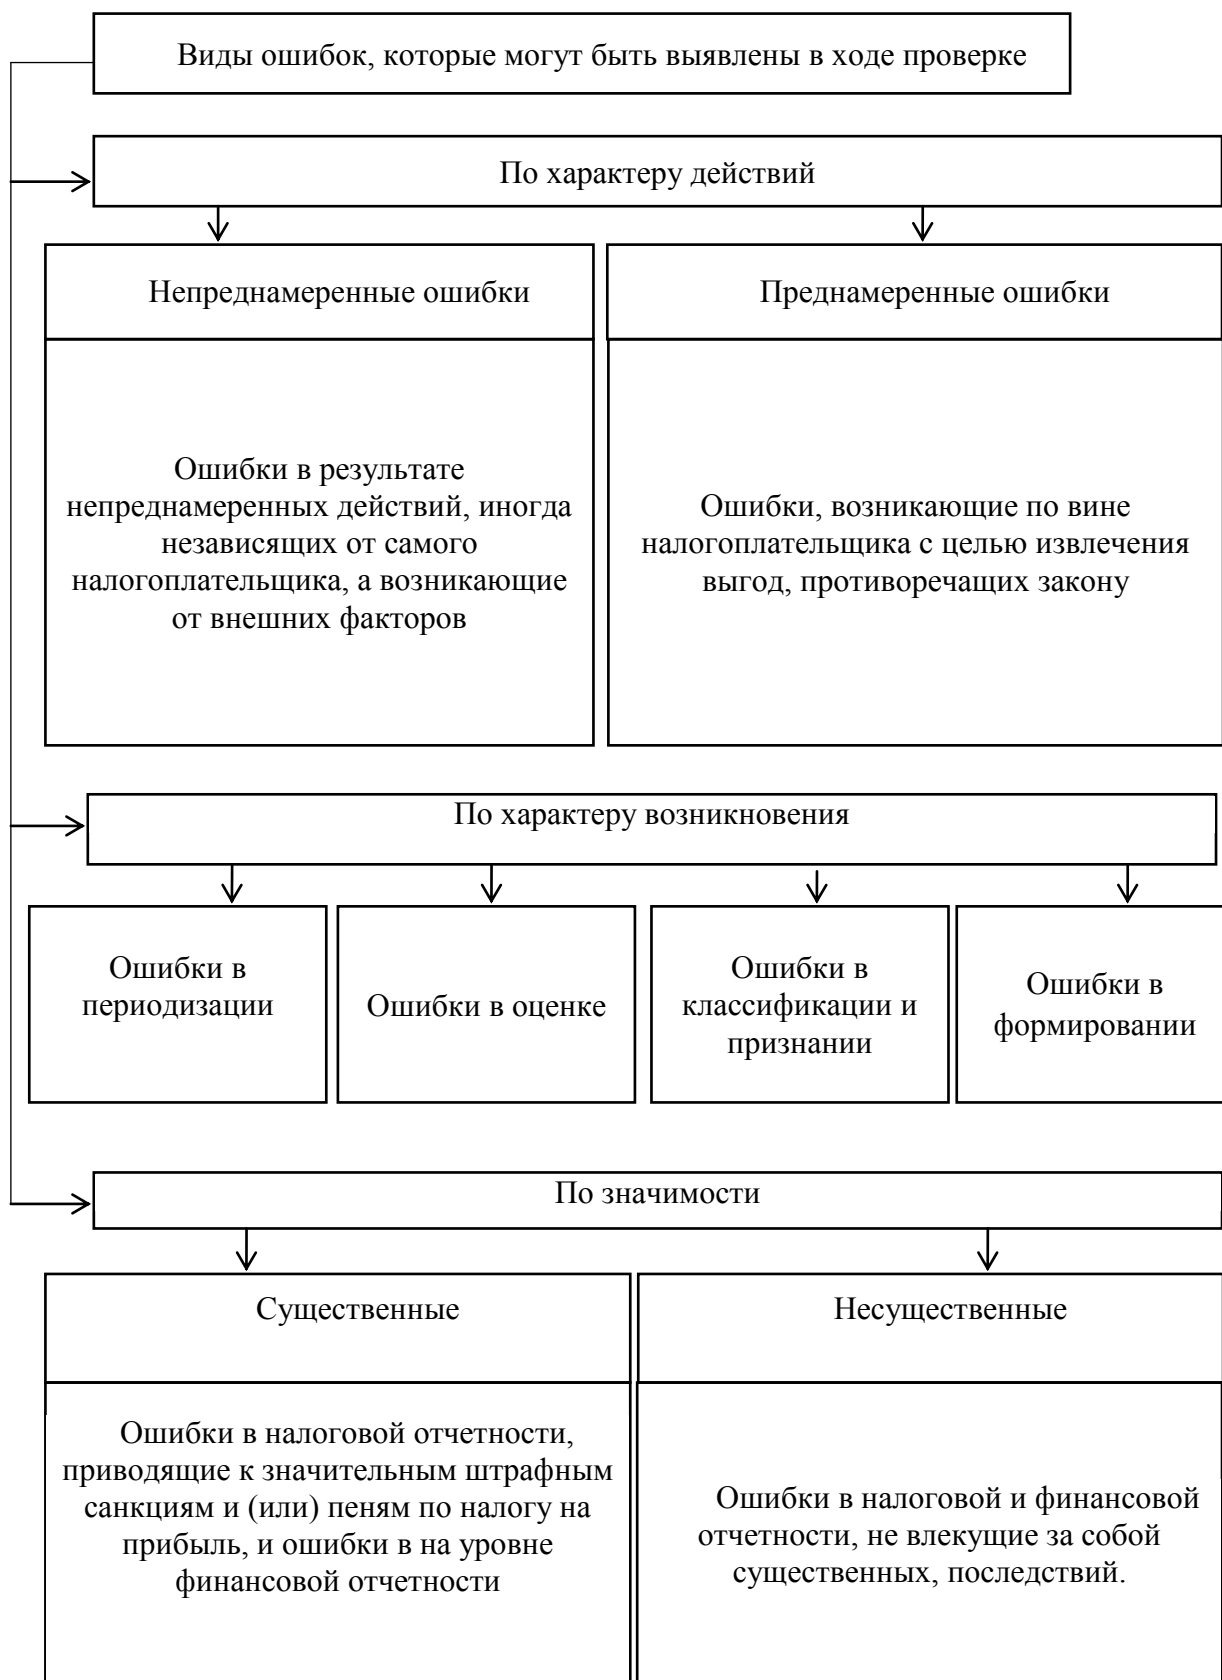 Виды ошибок, которые могут быть выявлены в ходе проверке
По характеру действий
Непреднамеренные ошибки
Преднамеренные ошибки
Ошибки в результате
непреднамеренных действий, иногда
независящих от самого
налогоплательщика, а возникающие
от внешних факторов
Ошибки, возникающие по вине
налогоплательщика с целью извлечения
выгод, противоречащих закону
По характеру возникновения
Ошибки в
периодизации
Ошибки в оценке
Ошибки в
классификации и
признании
Ошибки в
формировании
По значимости
Существенные
Несущественные
Ошибки в налоговой отчетности,
приводящие к значительным штрафным
санкциям и (или) пеням по налогу на
прибыль, и ошибки в на уровне
финансовой отчетности
Ошибки в налоговой и финансовой
отчетности, не влекущие за собой
существенных, последствий.